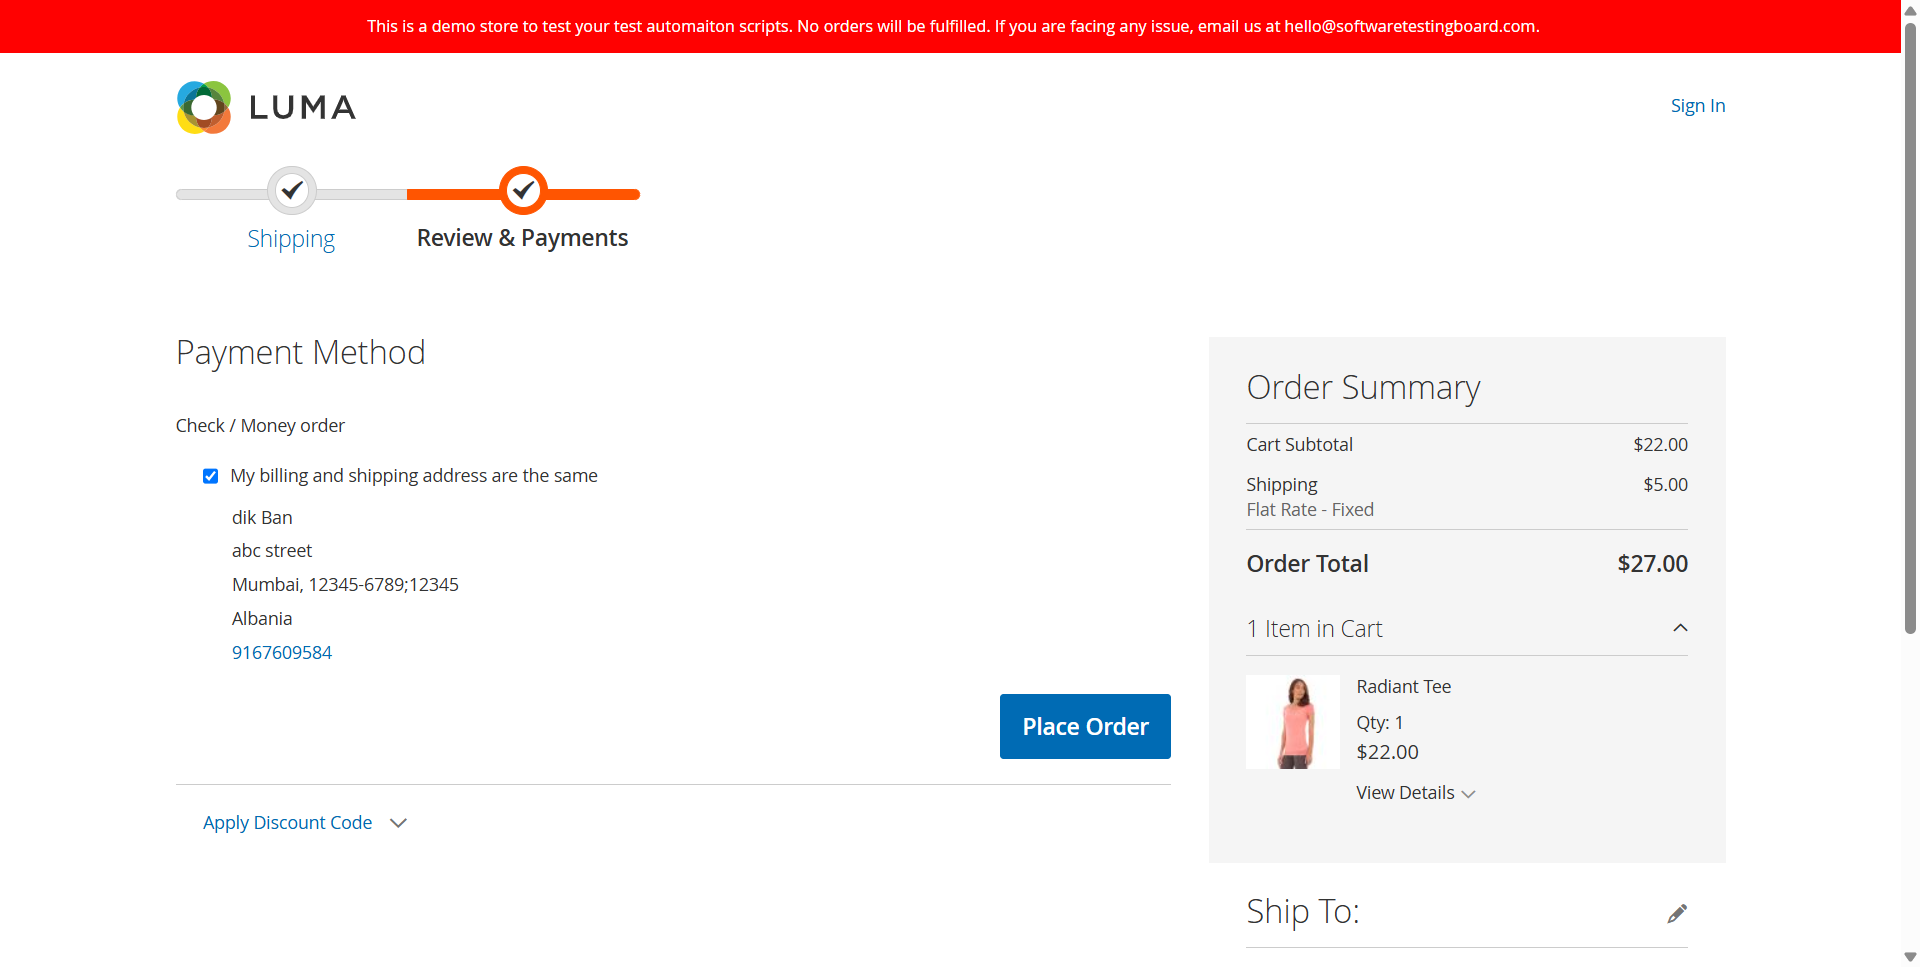 This is a demo store to test your test automaiton scripts. No orders will be fulfilled. If you are facing any issue, email us at hello@softwaretestingboard.com.
LUMA
Sign In
Shipping
Review & Payments
Payment Method
Check / Money order
My billing and shipping address are the same
dik Ban
abc street
Mumbai, 12345-6789;12345
Albania
9167609584
Place Order
Apply Discount Code
Order Summary
Cart Subtotal $22.00
Shipping $5.00
Flat Rate - Fixed
Order Total $27.00
1 Item in Cart
Radiant Tee
Qty: 1
$22.00
View Details
Ship To: